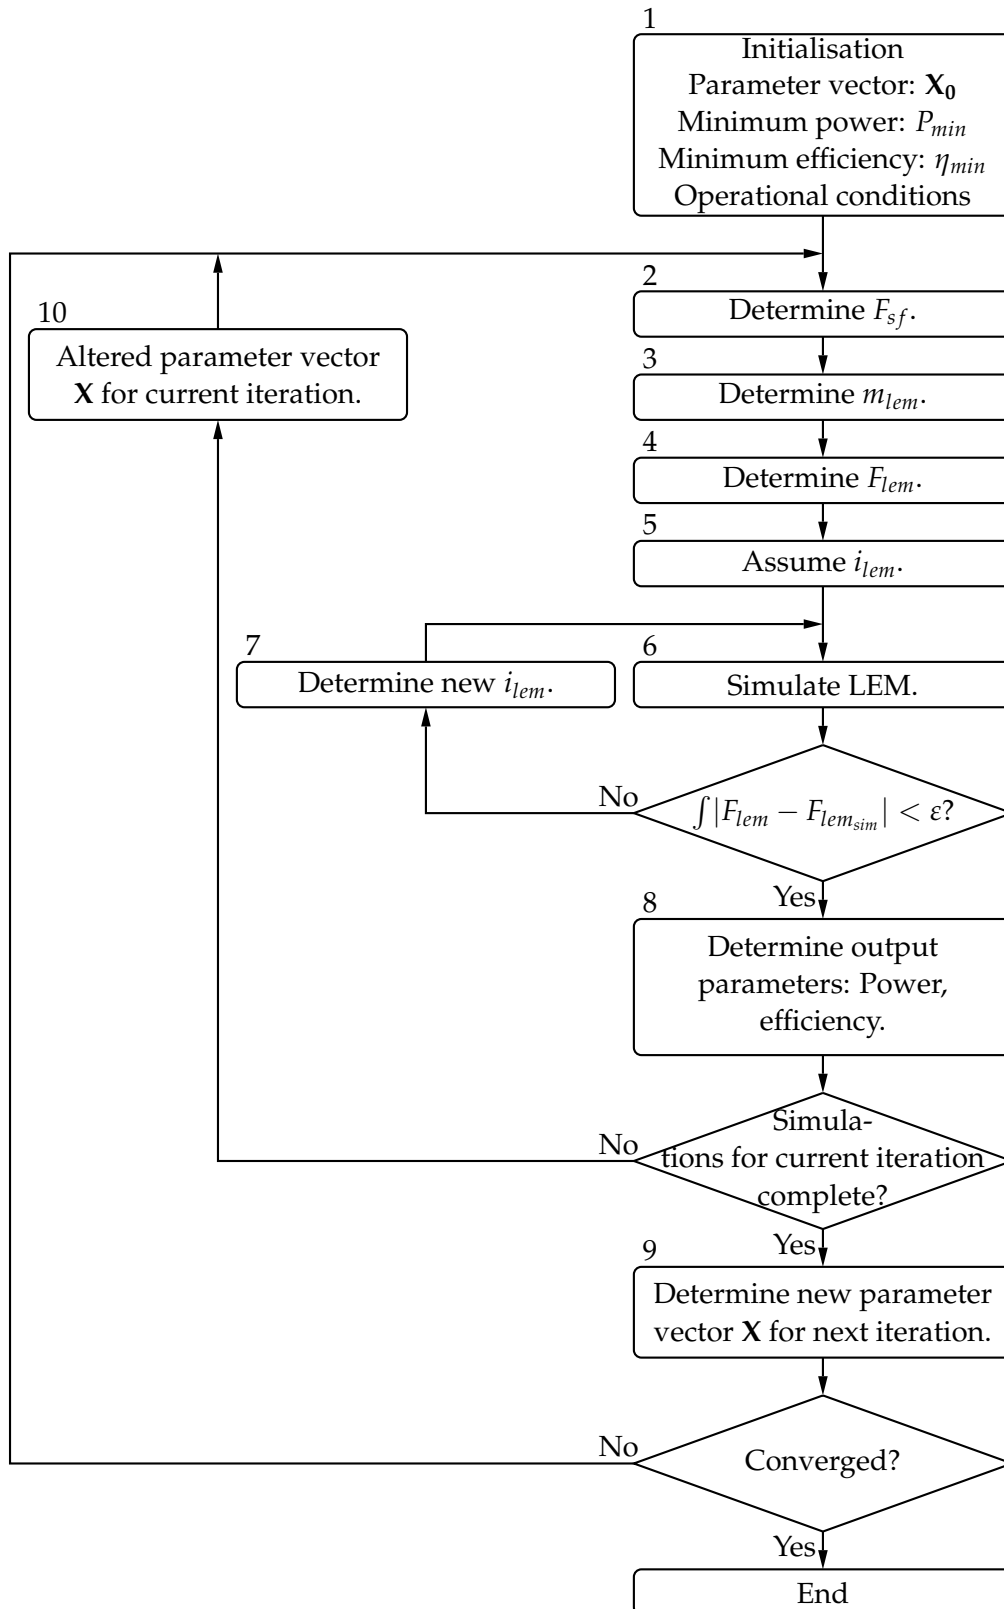 1
Initialisation
Parameter vector: X₀
Minimum power: P_min
Minimum efficiency: η_min
Operational conditions
2
Determine F_sf.
10
Altered parameter vector
X for current iteration.
3
Determine m_lem.
4
Determine F_lem.
5
Assume i_lem.
7
Determine new i_lem.
6
Simulate LEM.
No
∫|F_lem − F_lem_sim| < ε?
Yes
8
Determine output
parameters: Power,
efficiency.
No
Simula-
tions for current iteration
complete?
Yes
9
Determine new parameter
vector X for next iteration.
No
Converged?
Yes
End